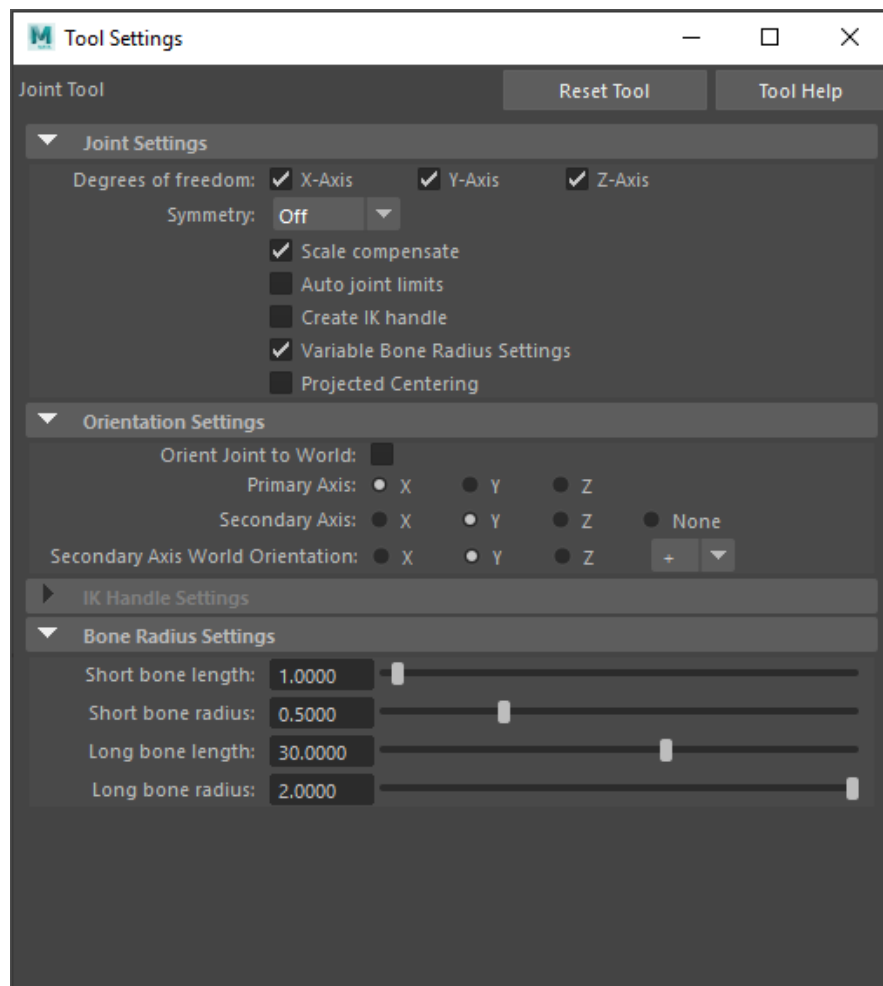 Tool Settings
Joint Tool Reset Tool Tool Help
Joint Settings
Degrees of freedom: X-Axis Y-Axis Z-Axis
Symmetry: Off
Scale compensate
Auto joint limits
Create IK handle
Variable Bone Radius Settings
Projected Centering
Orientation Settings
Orient Joint to World:
Primary Axis: X Y Z
Secondary Axis: X Y Z None
Secondary Axis World Orientation: X Y Z +
IK Handle Settings
Bone Radius Settings
Short bone length: 1.0000
Short bone radius: 0.5000
Long bone length: 30.0000
Long bone radius: 2.0000